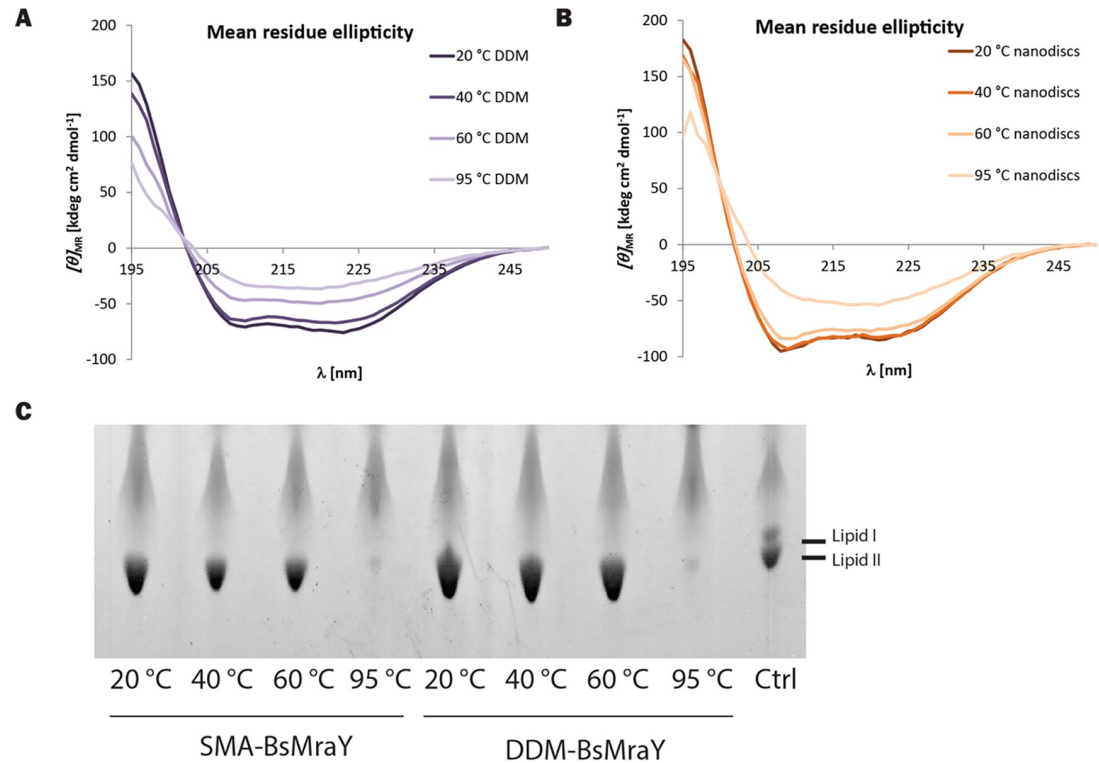 A
Mean residue ellipticity
200
150
100
50
0
-50
-100
[θ]MR [kdeg cm² dmol⁻¹]
195
205
215
225
235
245
λ [nm]
20 °C DDM
40 °C DDM
60 °C DDM
95 °C DDM
B
Mean residue ellipticity
200
150
100
50
0
-50
-100
[θ]MR [kdeg cm² dmol⁻¹]
195
205
215
225
235
245
λ [nm]
20 °C nanodiscs
40 °C nanodiscs
60 °C nanodiscs
95 °C nanodiscs
C
Lipid I
Lipid II
20 °C 40 °C 60 °C 95 °C 20 °C 40 °C 60 °C 95 °C Ctrl
SMA-BsMraY DDM-BsMraY